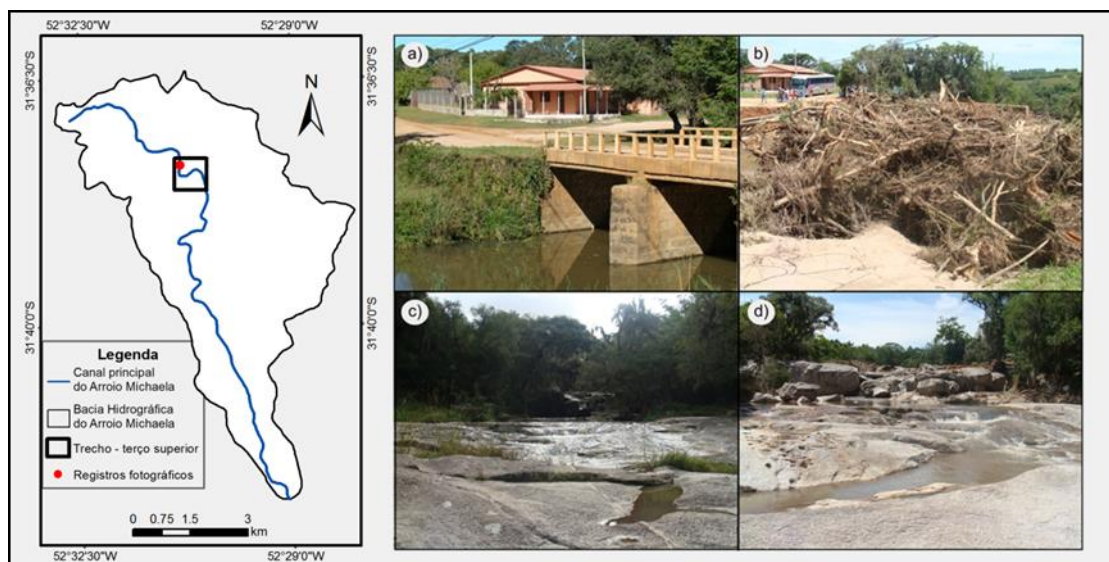 52°32'30"W
52°29'0"W
31°36'30"S
31°36'30"S
N
31°40'0"S
31°40'0"S
Legenda
Canal principal
do Arroio Michaela
Bacia Hidrográfica
do Arroio Michaela
Trecho - terço superior
Registros fotográficos
0 0.75 1.5 3
km
52°32'30"W
52°29'0"W
a)
b)
c)
d)